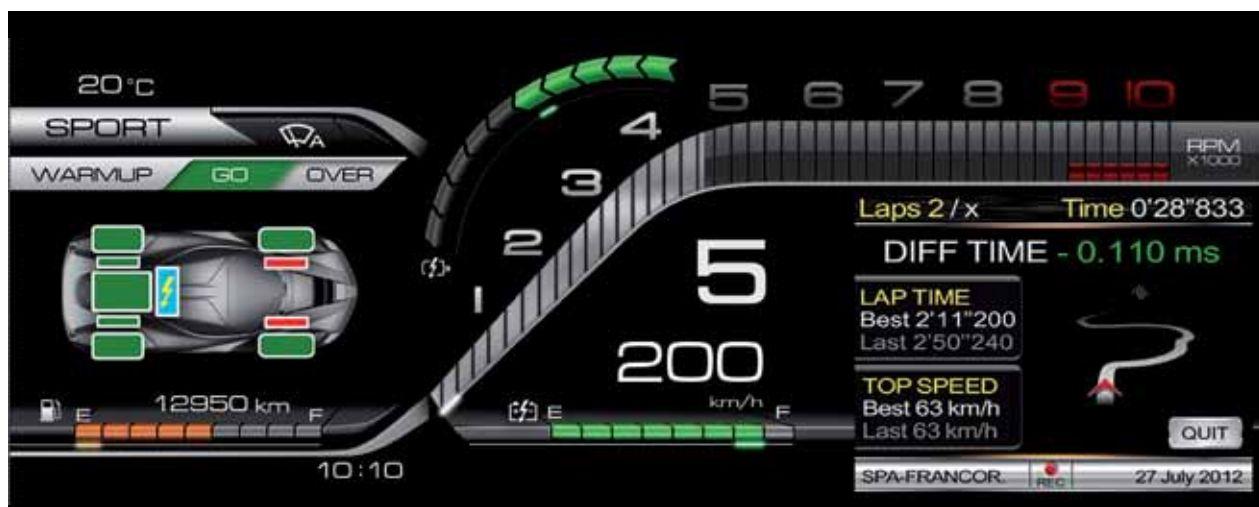 20 °C
SPORT
A
WARMUP GO OVER
1 2 3 4 5 6 7 8 9 10
RPM
X1000
5
200
km/h
E 12950 km F
10:10
E F
Laps 2 / x Time 0'28"833
DIFF TIME - 0.110 ms
LAP TIME
Best 2'11"200
Last 2'50"240
TOP SPEED
Best 63 km/h
Last 63 km/h
QUIT
SPA-FRANCOR. REC 27 July 2012